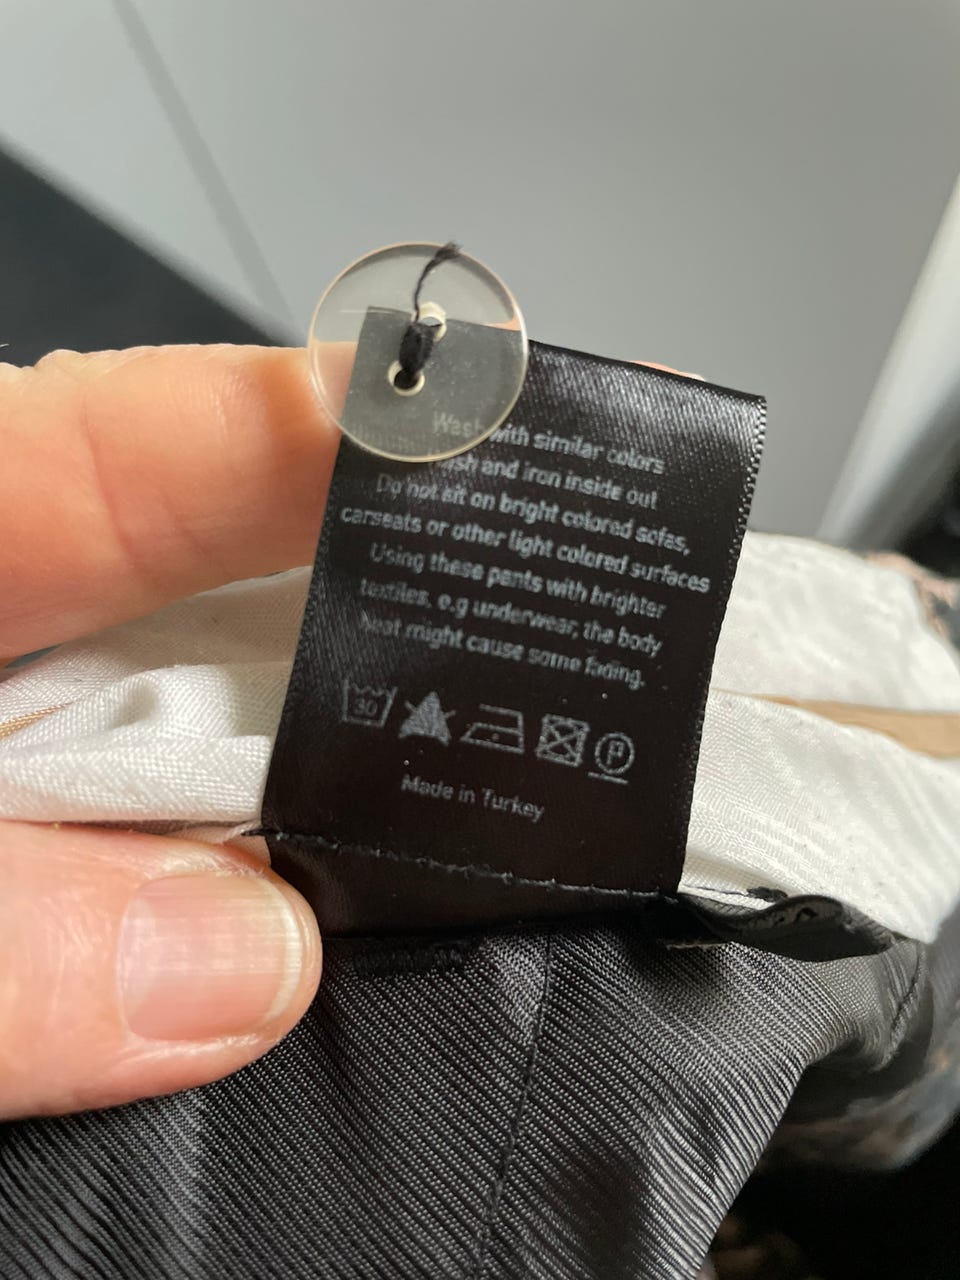 Wash with similar colors
Wash and iron inside out
Do not sit on bright colored sofas,
carseats or other light colored surfaces
Using these pants with brighter
textiles, e.g underwear, the body
heat might cause some fading.
30
P
Made in Turkey